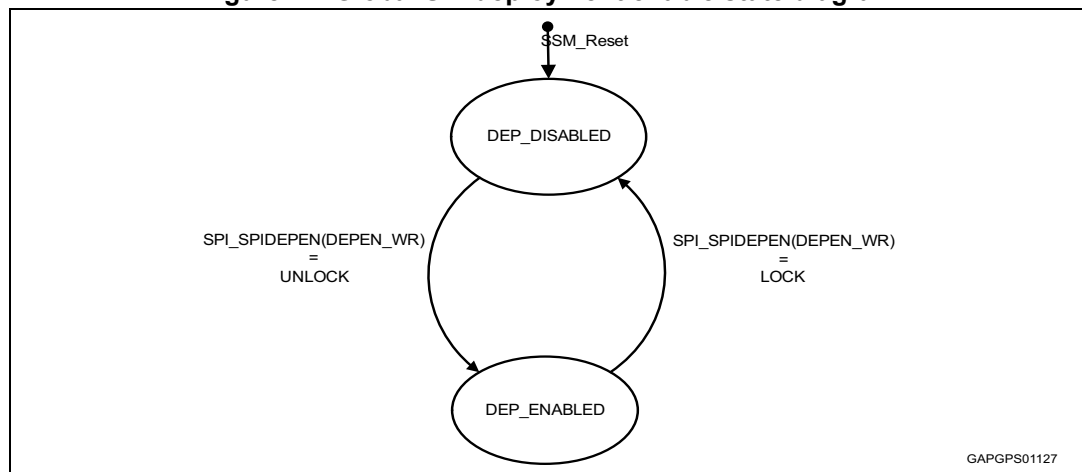 SSM_Reset
DEP_DISABLED
SPI_SPIDEPEN(DEPEN_WR)
=
UNLOCK
SPI_SPIDEPEN(DEPEN_WR)
=
LOCK
DEP_ENABLED
GAPGPS01127